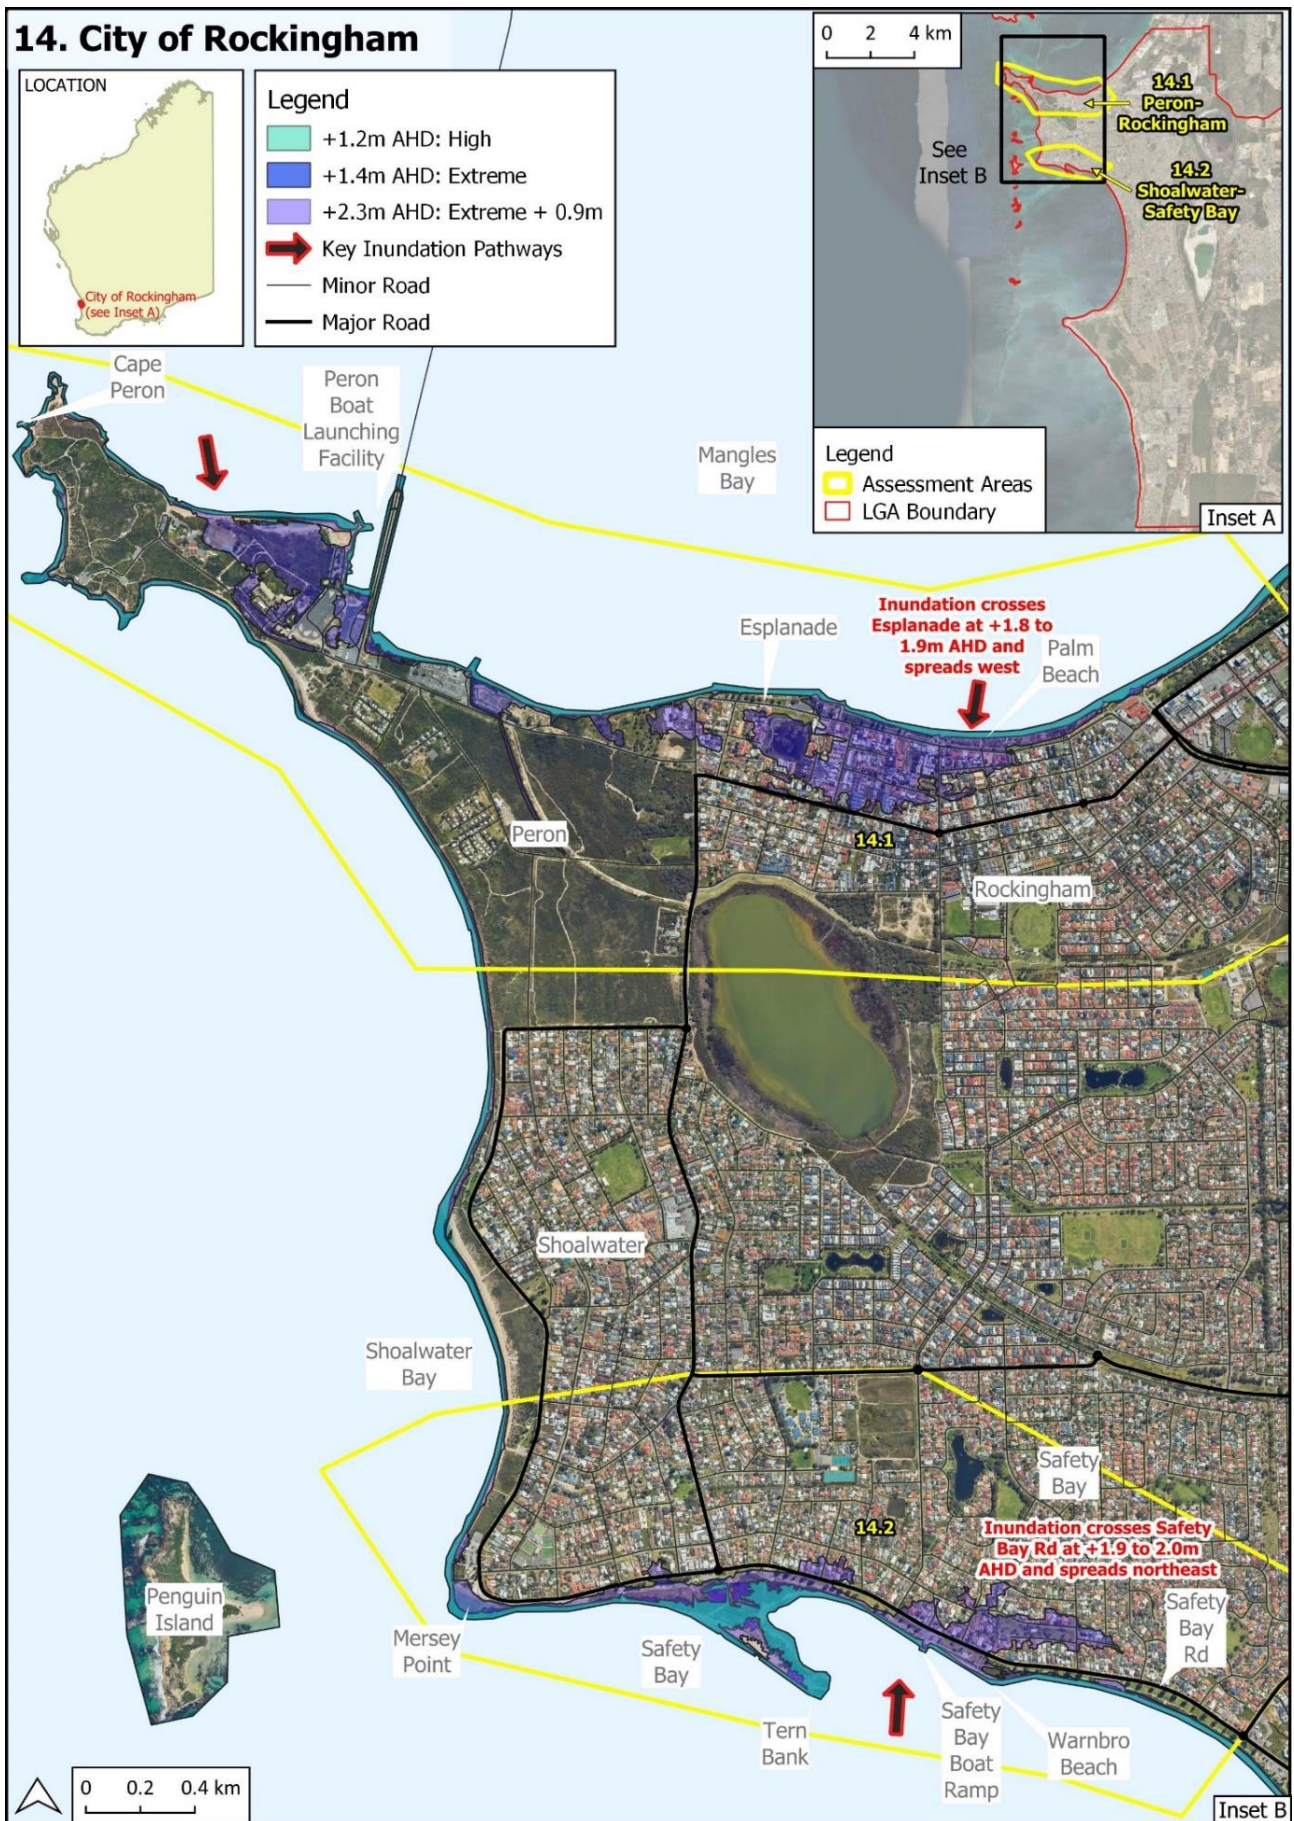 14. City of Rockingham
LOCATION
City of Rockingham
(see Inset A)
Legend
+1.2m AHD: High
+1.4m AHD: Extreme
+2.3m AHD: Extreme + 0.9m
Key Inundation Pathways
Minor Road
Major Road
0 2 4 km
See
Inset B
14.1
Peron-
Rockingham
14.2
Shoalwater-
Safety Bay
Legend
Assessment Areas
LGA Boundary
Inset A
Cape
Peron
Peron
Boat
Launching
Facility
Mangles
Bay
Esplanade
Inundation crosses
Esplanade at +1.8 to
1.9m AHD and
spreads west
Palm
Beach
Peron
14.1
Rockingham
Shoalwater
Shoalwater
Bay
Safety
Bay
14.2
Inundation crosses Safety
Bay Rd at +1.9 to 2.0m
AHD and spreads northeast
Penguin
Island
Mersey
Point
Safety
Bay
Safety
Bay
Rd
Tern
Bank
Safety
Bay
Boat
Ramp
Warnbro
Beach
0 0.2 0.4 km
Inset B